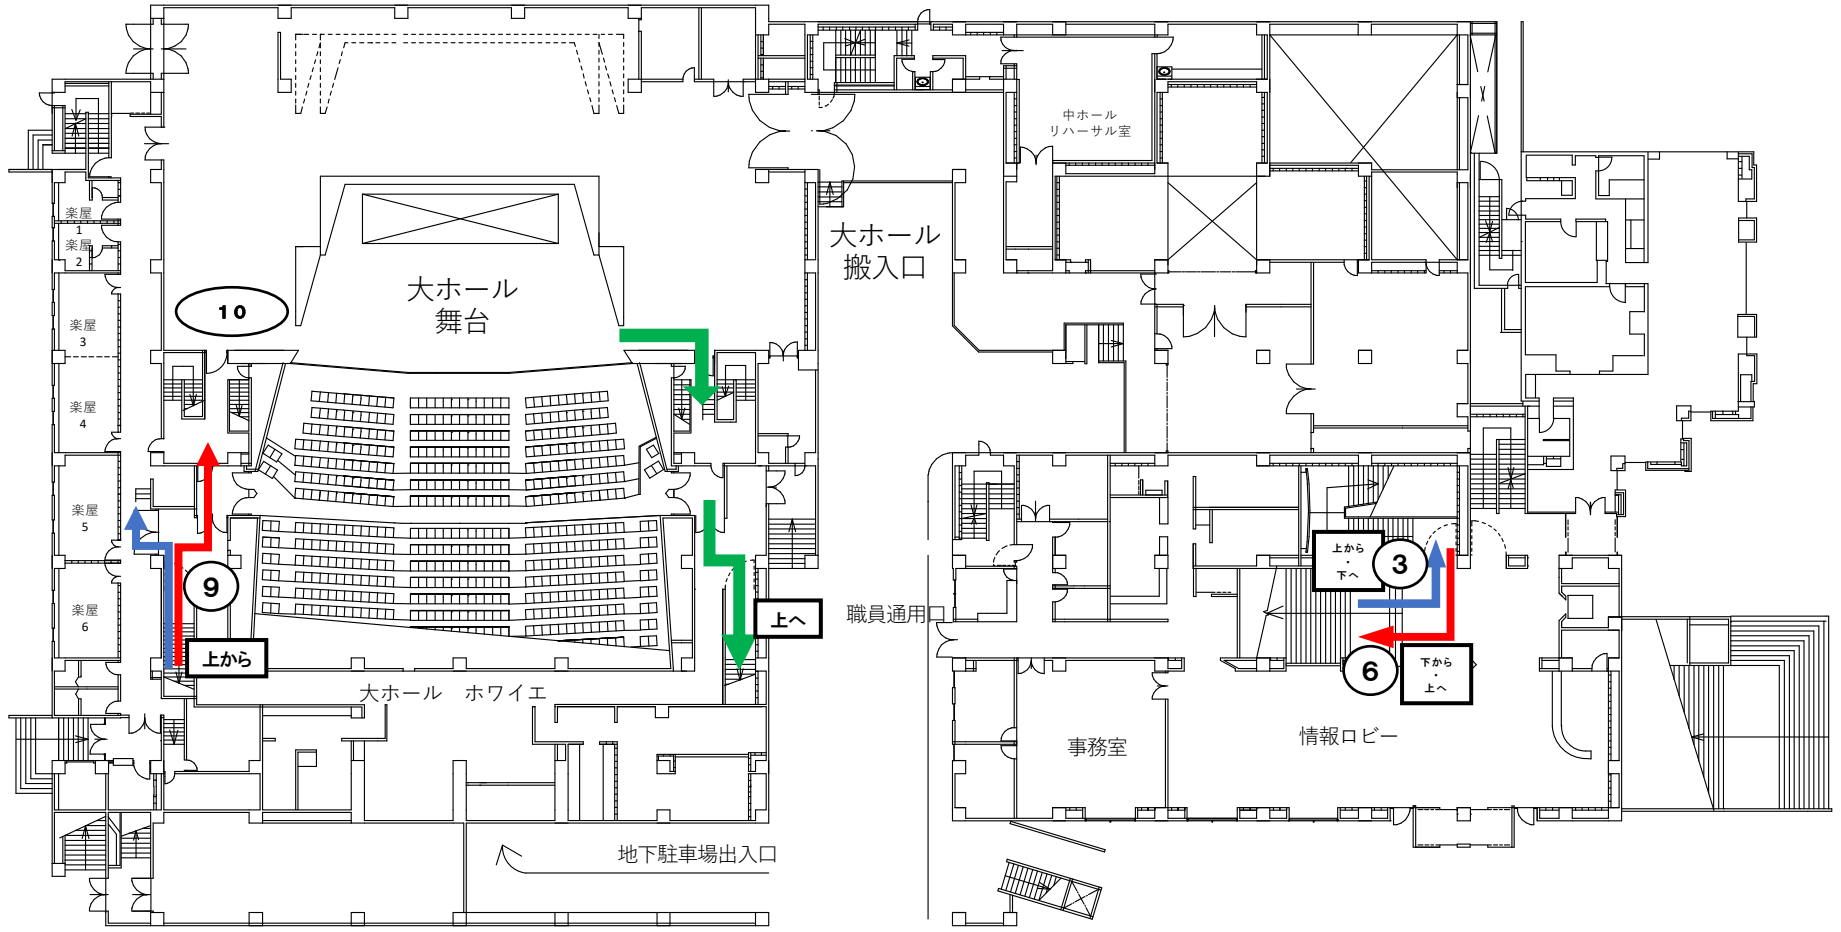 中ホール
リハーサル室
楽屋
1
楽屋
2
大ホール
搬入口
大ホール
舞台
10
楽屋
3
楽屋
4
楽屋
5
楽屋
6
9
上から
上へ
上から
・
下へ
3
職員通用口
6
下から
・
上へ
大ホール ホワイエ
事務室
情報ロビー
地下駐車場出入口